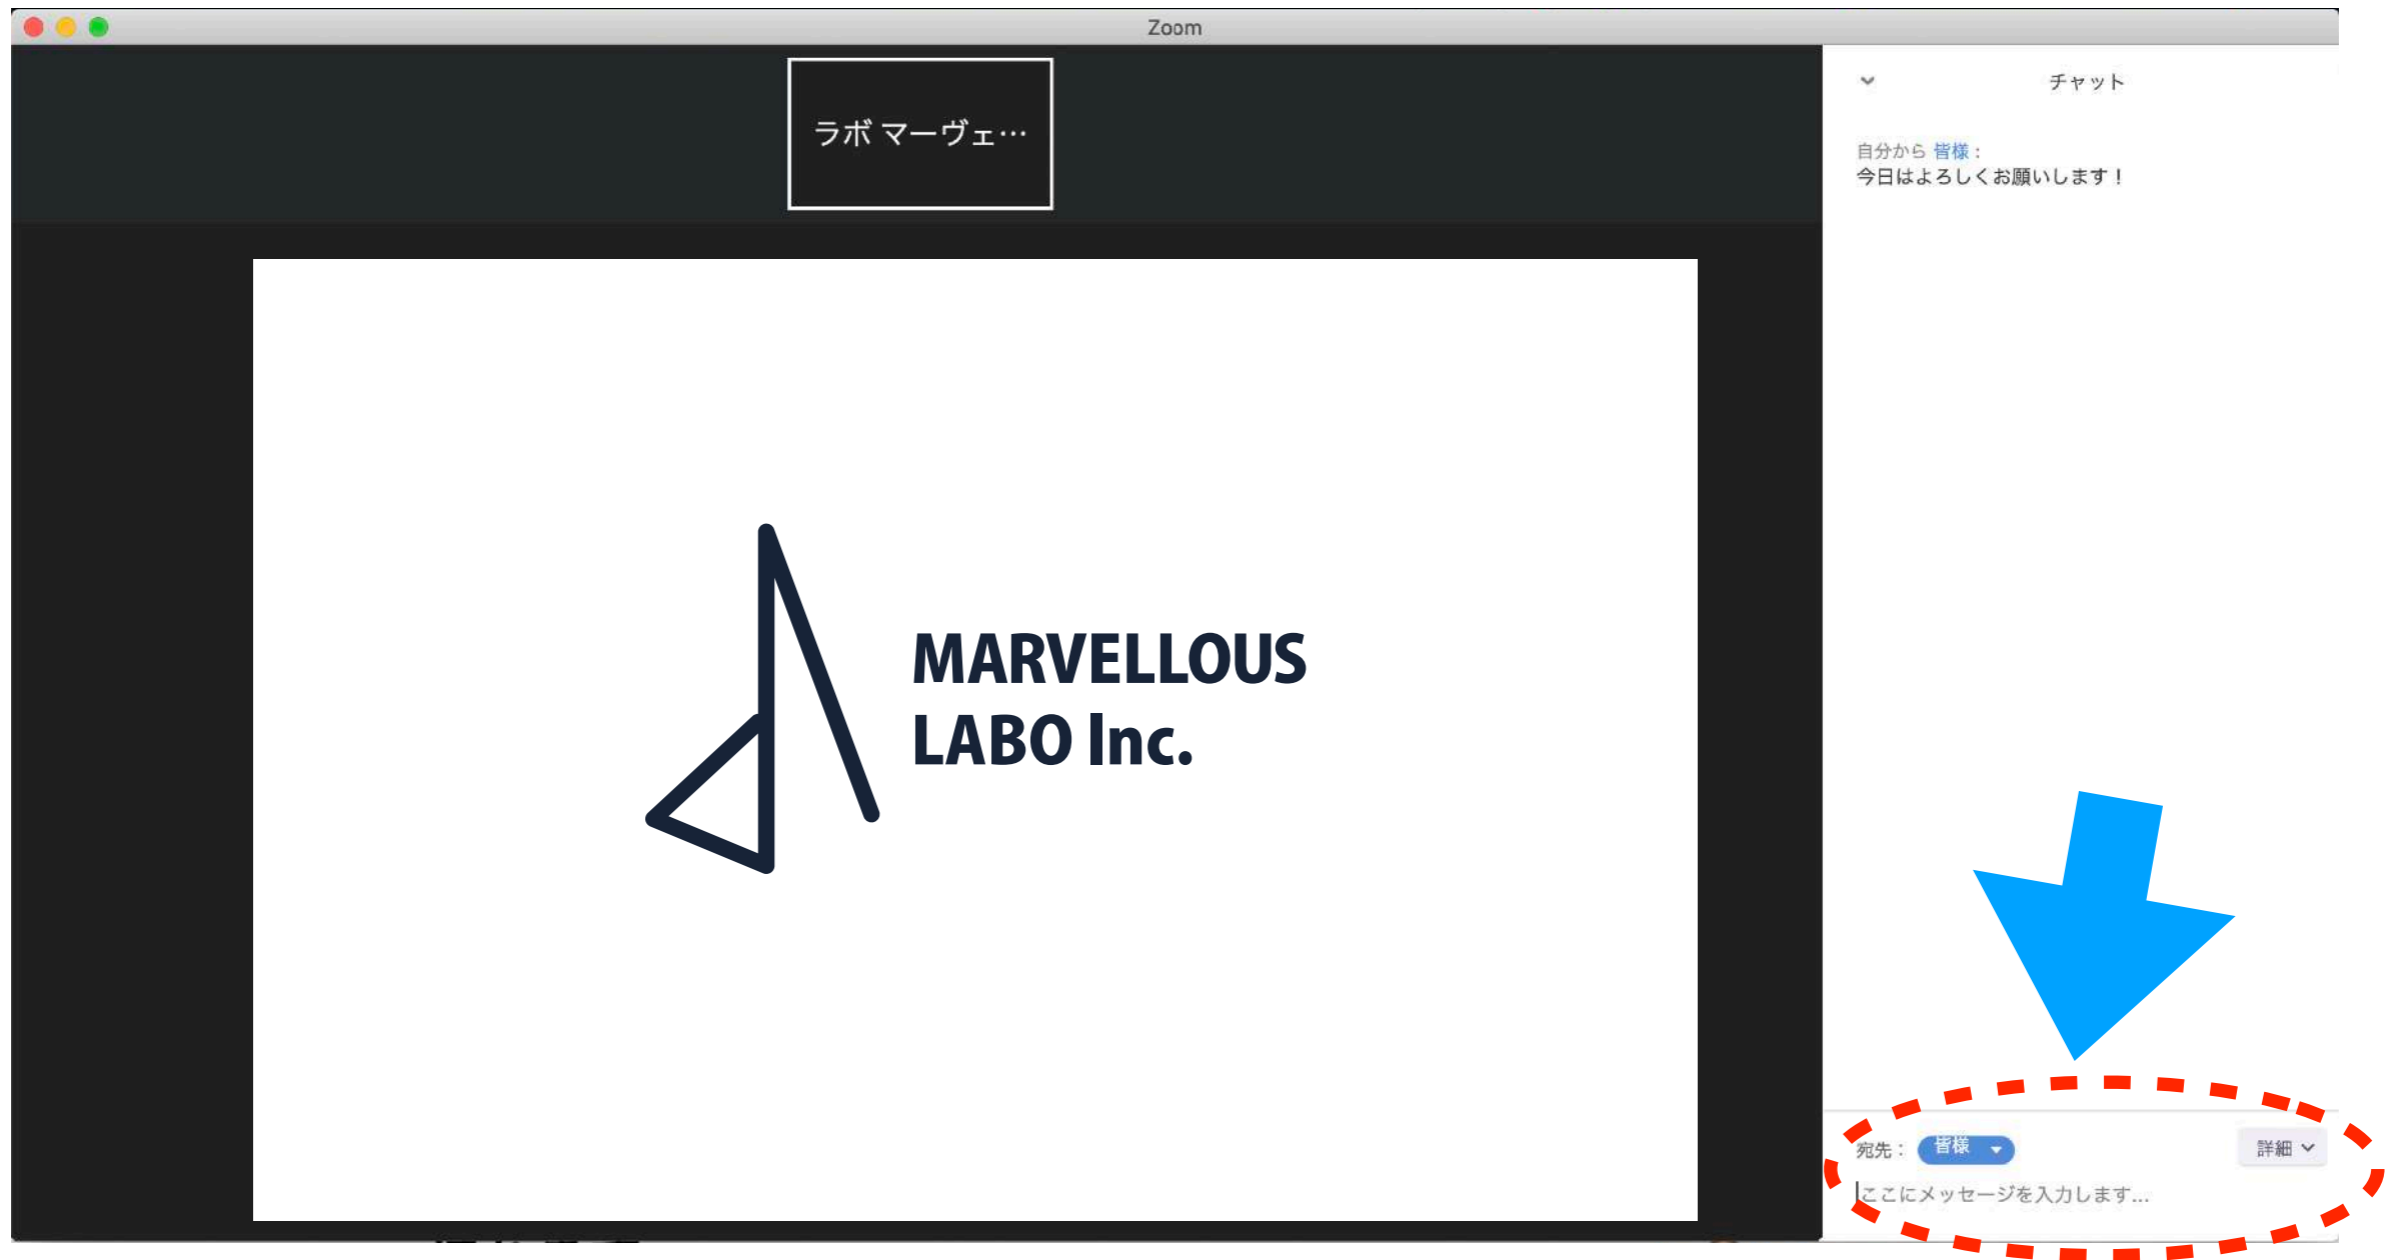 Zoom
ラボ マーヴェ…
チャット
自分から 皆様：
今日はよろしくお願いします！
MARVELLOUS
LABO Inc.
宛先： 皆様
詳細
ここにメッセージを入力します...